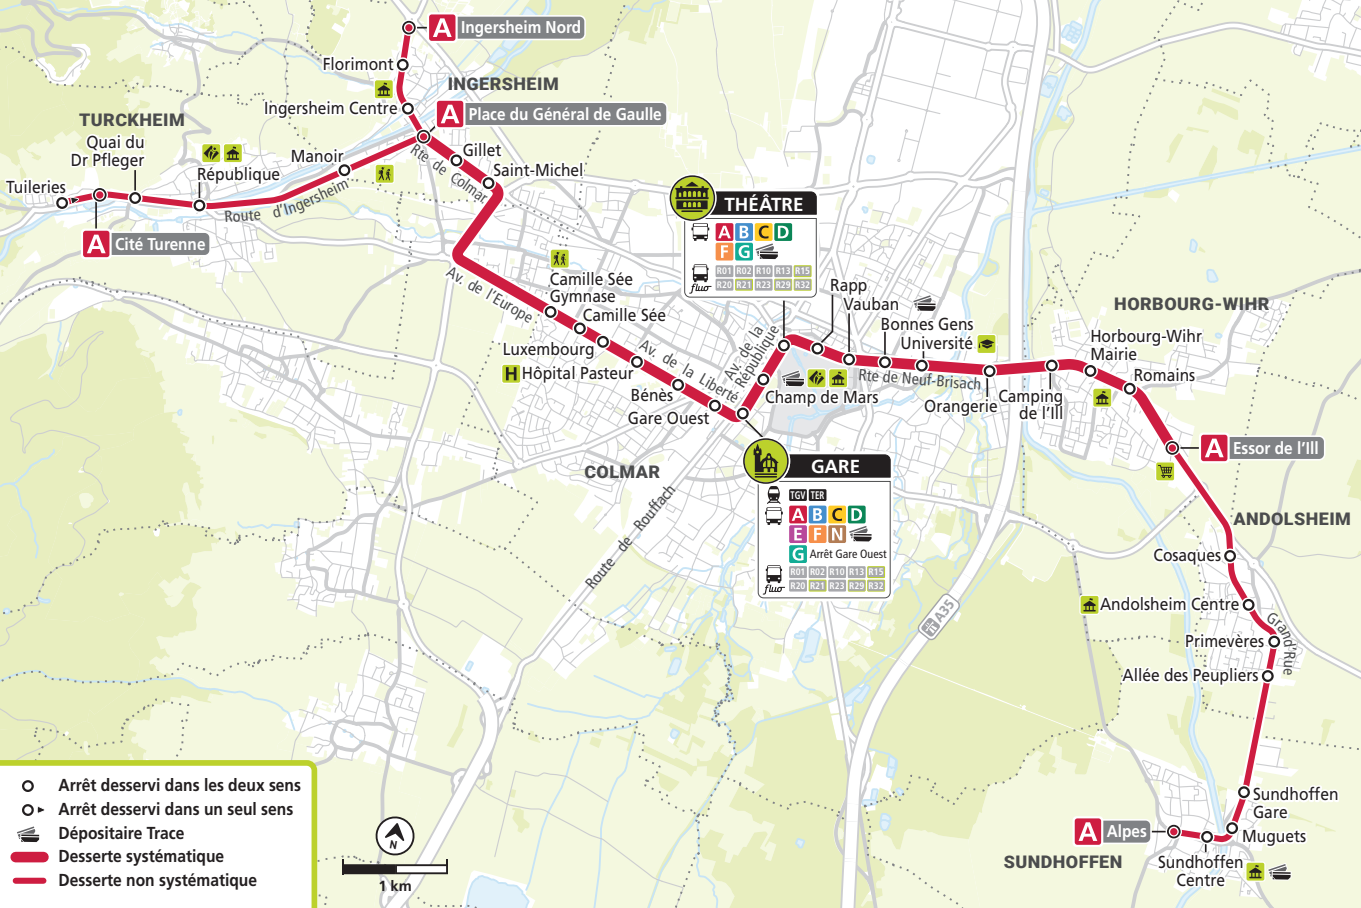 A Ingersheim Nord
Florimont
INGERSHEIM
Ingersheim Centre
A Place du Général de Gaulle
TURCKHEIM
Quai du
Dr Pfleger
République
Manoir
Gillet
Saint-Michel
Rte de Colmar
Tuileries
Route d'Ingersheim
A Cité Turenne
THÉÂTRE
A B C D
F G
R01 R02 R10 R13 R15
fluo R20 R21 R23 R29 R32
Av. de l'Europe
Camille Sée
Gymnase
Camille Sée
Luxembourg
H Hôpital Pasteur
Bénès
Gare Ouest
Av. de la Liberté
Av. de la
République
Rapp
Vauban
Bonnes Gens
Université
Champ de Mars
Rte de Neuf-Brisach
Orangerie
Camping
de l'Ill
HORBOURG-WIHR
Horbourg-Wihr
Mairie
Romains
A Essor de l'Ill
COLMAR
Route de Rouffach
GARE
TGV TER
A B C D
E F N
G Arrêt Gare Ouest
R01 R02 R10 R13 R15
fluo R20 R21 R23 R29 R32
A35
ANDOLSHEIM
Cosaques
Andolsheim Centre
Grand'Rue
Primevères
Allée des Peupliers
Sundhoffen
Gare
Muguets
A Alpes
SUNDHOFFEN
Sundhoffen
Centre
Arrêt desservi dans les deux sens
Arrêt desservi dans un seul sens
Dépositaire Trace
Desserte systématique
Desserte non systématique
N
1 km